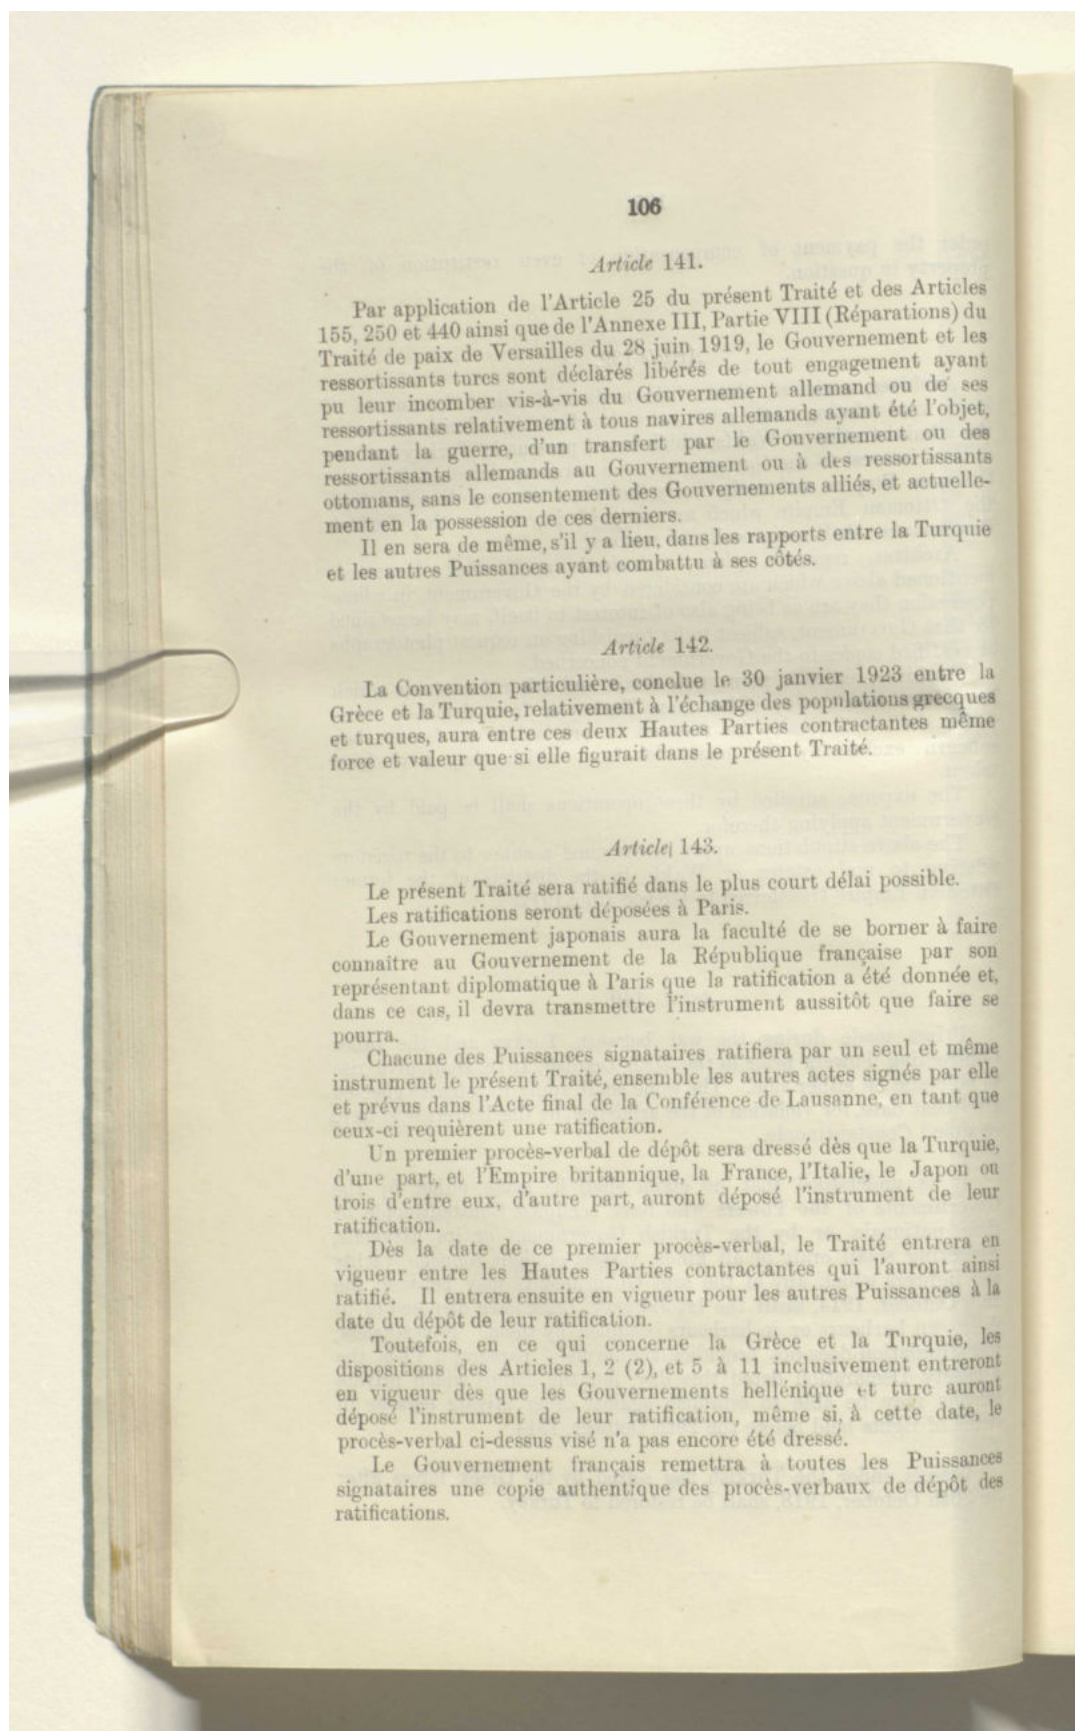 106
Article 141.
Par application de l'Article 25 du présent Traité et des Articles
155, 250 et 440 ainsi que de l'Annexe III, Partie VIII (Réparations) du
Traité de paix de Versailles du 28 juin 1919, le Gouvernement et les
ressortissants turcs sont déclarés libérés de tout engagement ayant
pu leur incomber vis-à-vis du Gouvernement allemand ou de ses
ressortissants relativement à tous navires allemands ayant été l'objet,
pendant la guerre, d'un transfert par le Gouvernement ou des
ressortissants allemands au Gouvernement ou à des ressortissants
ottomans, sans le consentement des Gouvernements alliés, et actuelle-
ment en la possession de ces derniers.
Il en sera de même, s'il y a lieu, dans les rapports entre la Turquie
et les autres Puissances ayant combattu à ses côtés.
Article 142.
La Convention particulière, conclue le 30 janvier 1923 entre la
Grèce et la Turquie, relativement à l'échange des populations grecques
et turques, aura entre ces deux Hautes Parties contractantes même
force et valeur que si elle figurait dans le présent Traité.
Article 143.
Le présent Traité sera ratifié dans le plus court délai possible.
Les ratifications seront déposées à Paris.
Le Gouvernement japonais aura la faculté de se borner à faire
connaître au Gouvernement de la République française par son
représentant diplomatique à Paris que la ratification a été donnée et,
dans ce cas, il devra transmettre l'instrument aussitôt que faire se
pourra.
Chacune des Puissances signataires ratifiera par un seul et même
instrument le présent Traité, ensemble les autres actes signés par elle
et prévus dans l'Acte final de la Conférence de Lausanne, en tant que
ceux-ci requièrent une ratification.
Un premier procès-verbal de dépôt sera dressé dès que la Turquie,
d'une part, et l'Empire britannique, la France, l'Italie, le Japon ou
trois d'entre eux, d'autre part, auront déposé l'instrument de leur
ratification.
Dès la date de ce premier procès-verbal, le Traité entrera en
vigueur entre les Hautes Parties contractantes qui l'auront ainsi
ratifié. Il entrera ensuite en vigueur pour les autres Puissances à la
date du dépôt de leur ratification.
Toutefois, en ce qui concerne la Grèce et la Turquie, les
dispositions des Articles 1, 2 (2), et 5 à 11 inclusivement entreront
en vigueur dès que les Gouvernements hellénique et turc auront
déposé l'instrument de leur ratification, même si, à cette date, le
procès-verbal ci-dessus visé n'a pas encore été dressé.
Le Gouvernement français remettra à toutes les Puissances
signataires une copie authentique des procès-verbaux de dépôt des
ratifications.